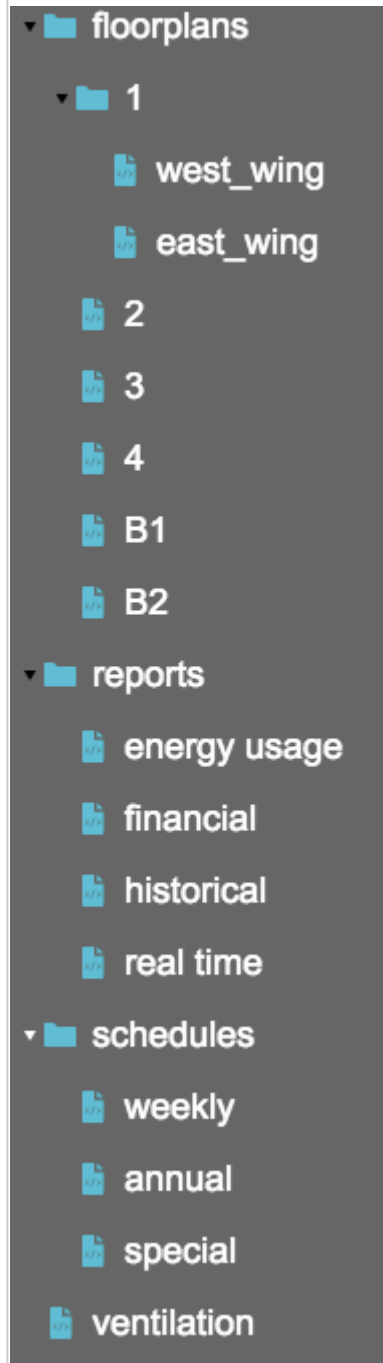 floorplans
1
west_wing
east_wing
2
3
4
B1
B2
reports
energy usage
financial
historical
real time
schedules
weekly
annual
special
ventilation